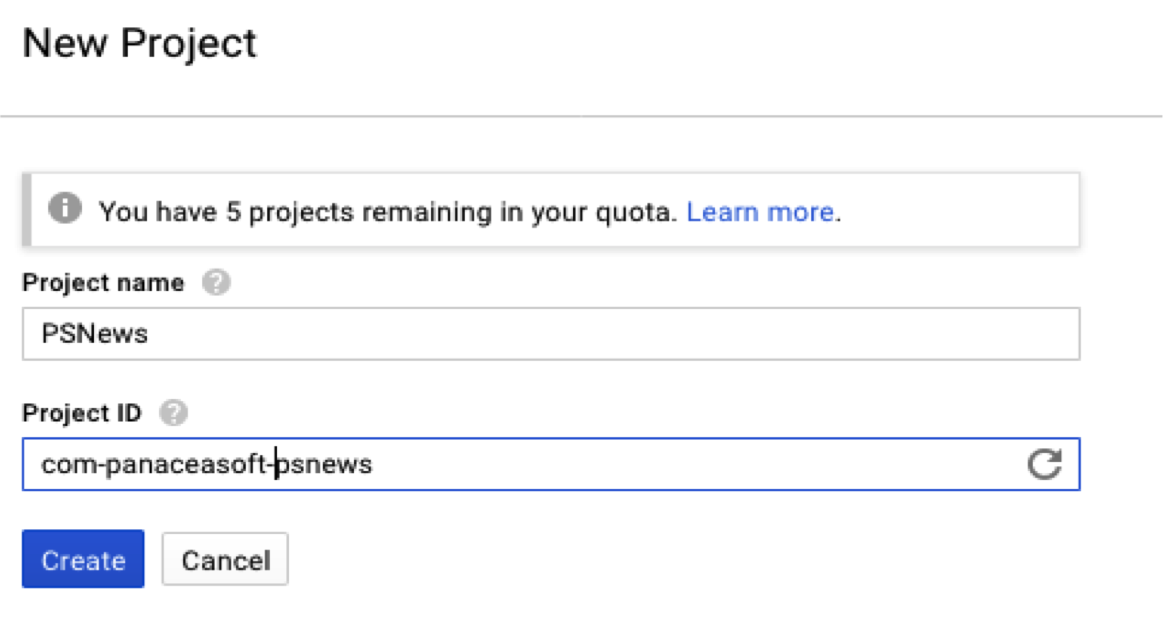 New Project
You have 5 projects remaining in your quota. Learn more.
Project name
PSNews
Project ID
com-panaceasoft-psnews
Create Cancel